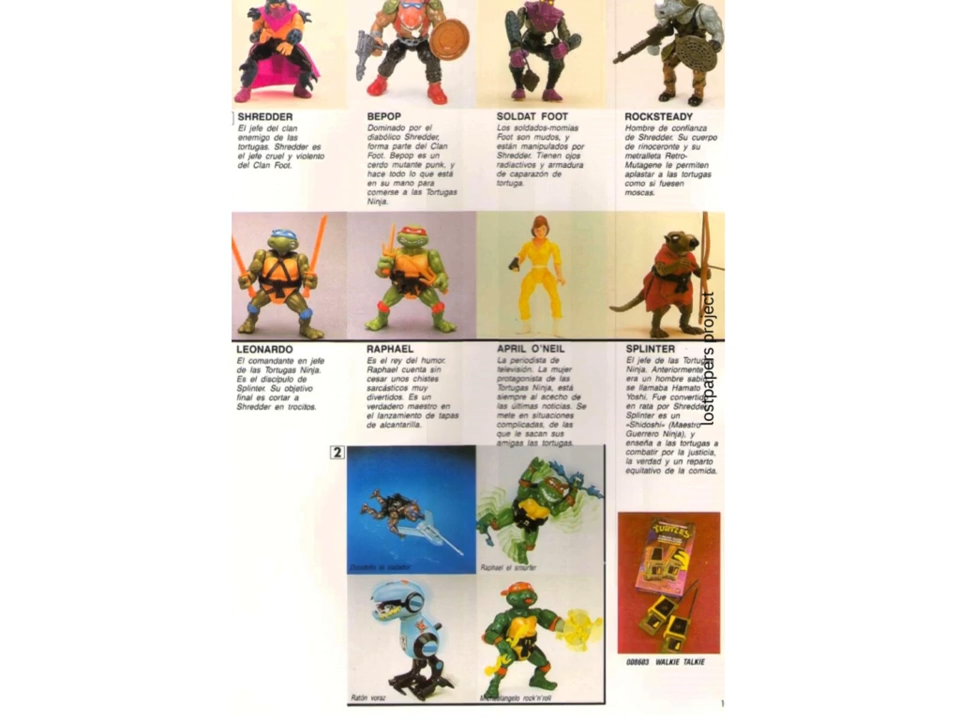 SHREDDER
El jefe del clan
enemigo de las
tortugas. Shredder es
el jefe cruel y violento
del Clan Foot.
BEPOP
Dominado por el
diabólico Shredder,
forma parte del Clan
Foot. Bepop es un
cerdo mutante punk, y
hace todo lo que está
en su mano para
comerse a las Tortugas
Ninja.
SOLDAT FOOT
Los soldados-momias
Foot son mudos, y
están manipulados por
Shredder. Tienen ojos
radiactivos y armadura
de caparazón de
tortuga.
ROCKSTEADY
Hombre de confianza
de Shredder. Su cuerpo
de rinoceronte y su
metralleta Retro-
Mutagene le permiten
aplastar a las tortugas
como si fuesen
moscas.
LEONARDO
El comandante en jefe
de las Tortugas Ninja.
Es el discípulo de
Splinter. Su objetivo
final es cortar a
Shredder en trocitos.
RAPHAEL
Es el rey del humor.
Raphael cuenta sin
cesar unos chistes
sarcásticos muy
divertidos. Es un
verdadero maestro en
el lanzamiento de tapas
de alcantarilla.
APRIL O'NEIL
La periodista de
televisión. La mujer
protagonista de las
Tortugas Ninja, está
siempre al acecho de
las últimas noticias. Se
mete en situaciones
complicadas, de las
que le sacan sus
amigas las tortugas.
SPLINTER
El jefe de las Tortugas
Ninja. Anteriormente
era un hombre sabio
se llamaba Hamato
Yoshi. Fue convertido
en rata por Shredder
Splinter es un
«Shidoshi» (Maestro
Guerrero Ninja), y
enseña a las tortugas a
combatir por la justicia,
la verdad y un reparto
equitativo de la comida.
lostpapers project
2
Donatello el nadador
Raphael el smurfer
Ratón voraz
Michaelangelo rock'n'roll
TURTLES
008603 WALKIE TALKIE